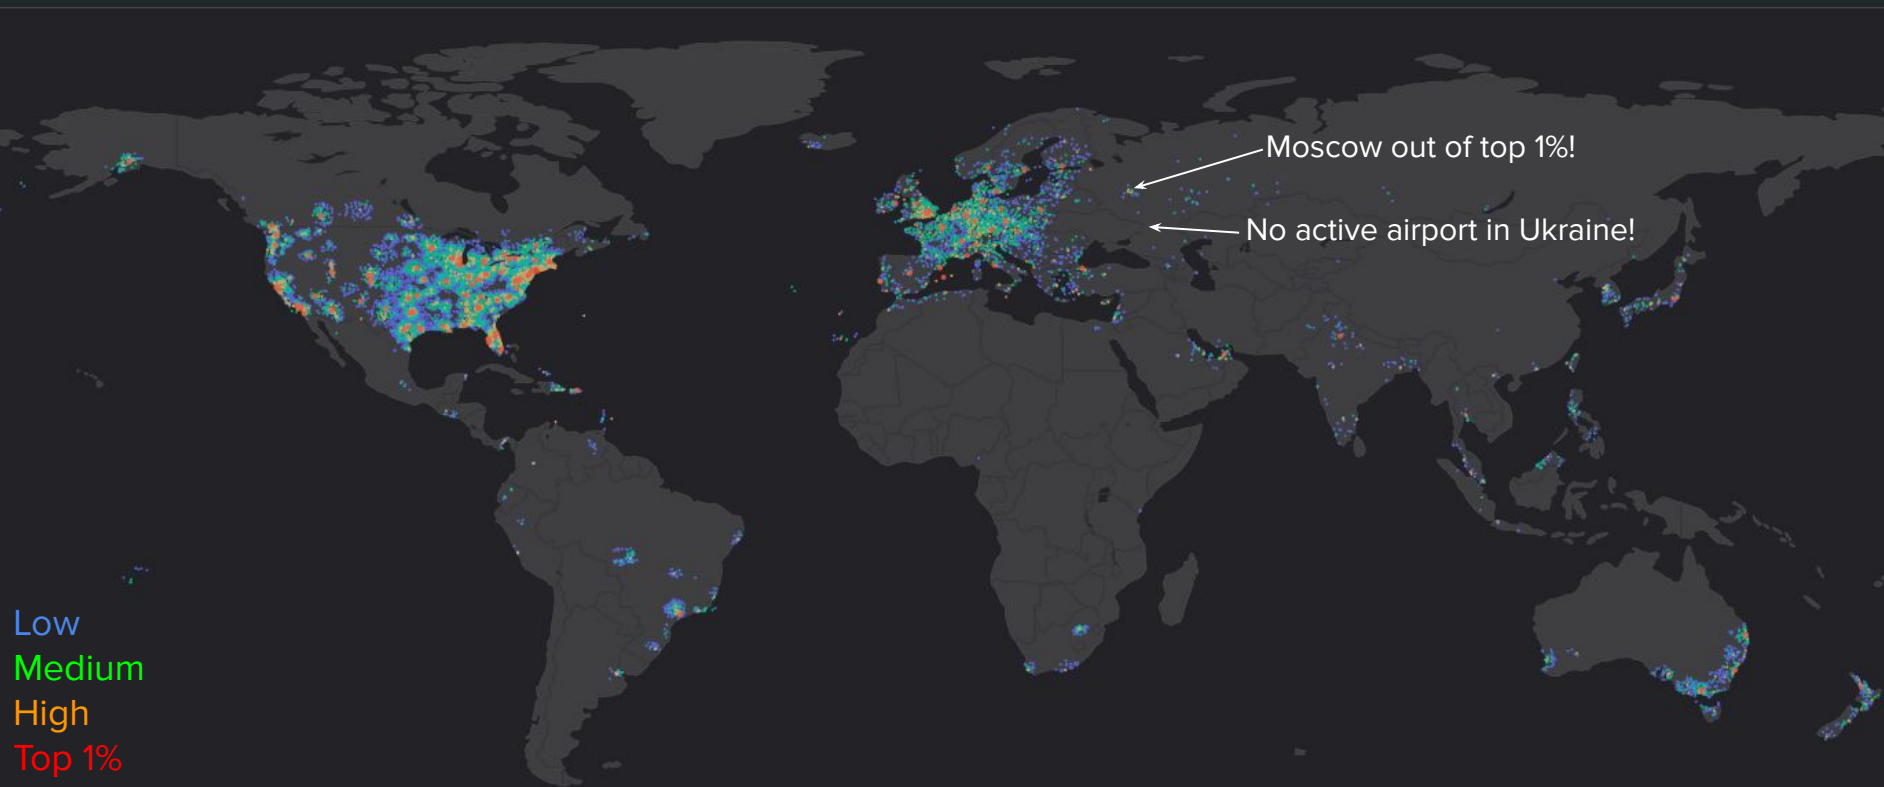 Moscow out of top 1%!
No active airport in Ukraine!
Low
Medium
High
Top 1%